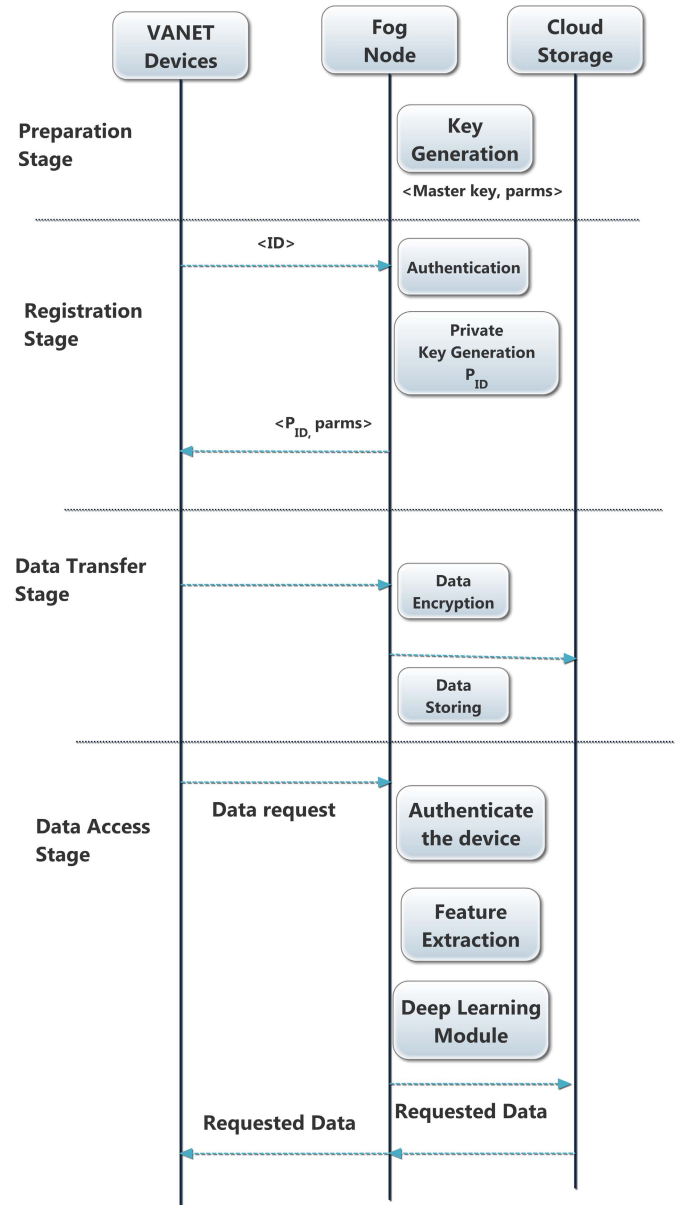 VANET
Devices
Fog
Node
Cloud
Storage
Preparation
Stage
Key
Generation
<Master key, parms>
<ID>
Authentication
Registration
Stage
Private
Key Generation
P_ID
<P_ID, parms>
Data Transfer
Stage
Data
Encryption
Data
Storing
Data request
Data Access
Stage
Authenticate
the device
Feature
Extraction
Deep Learning
Module
Requested Data
Requested Data